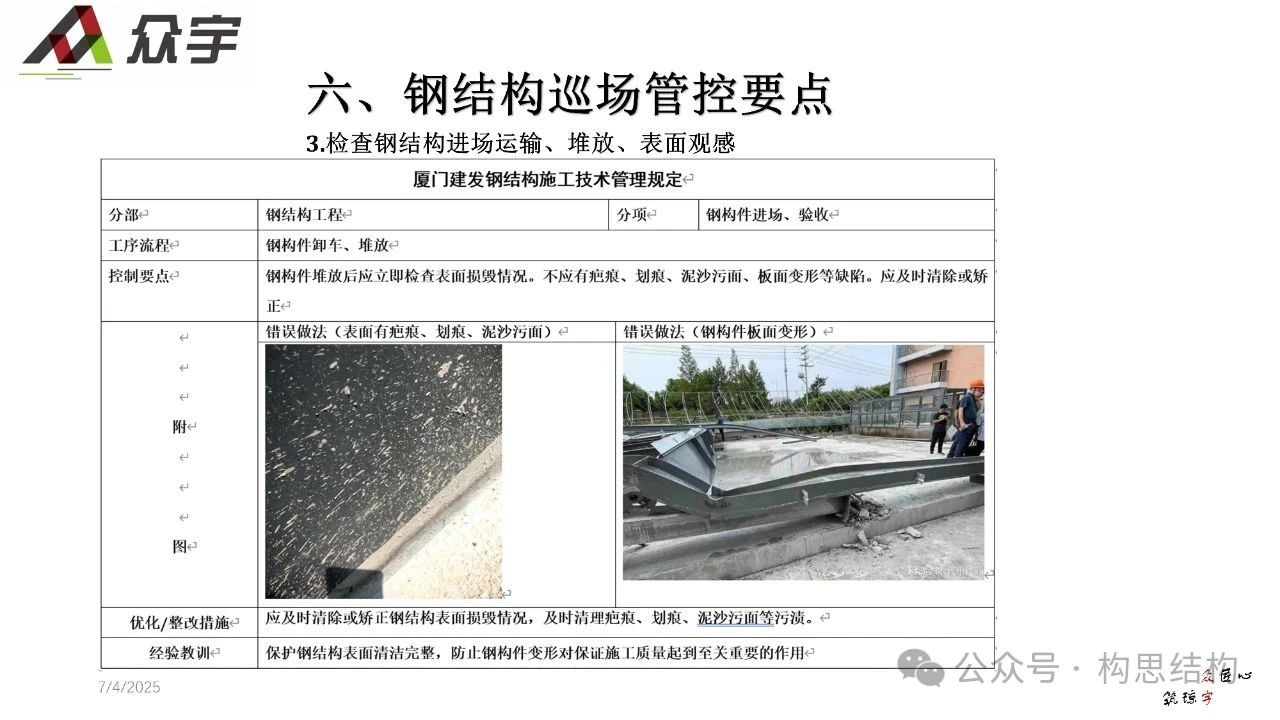 众宇
六、钢结构巡场管控要点
3.检查钢结构进场运输、堆放、表面观感
厦门建发钢结构施工技术管理规定
分部 钢结构工程 分项 钢构件进场、验收
工序流程 钢构件卸车、堆放
控制要点 钢构件堆放后应立即检查表面损毁情况。不应有疤痕、划痕、泥沙污面、板面变形等缺陷。应及时清除或矫
正
附
图
错误做法（表面有疤痕、划痕、泥沙污面） 错误做法（钢构件板面变形）
优化/整改措施 应及时清除或矫正钢结构表面损毁情况，及时清理疤痕、划痕、泥沙污面等污渍。
经验教训 保护钢结构表面清洁完整，防止钢构件变形对保证施工质量起到至关重要的作用
7/4/2025
公众号·构思结构
匠心
筑琼宇